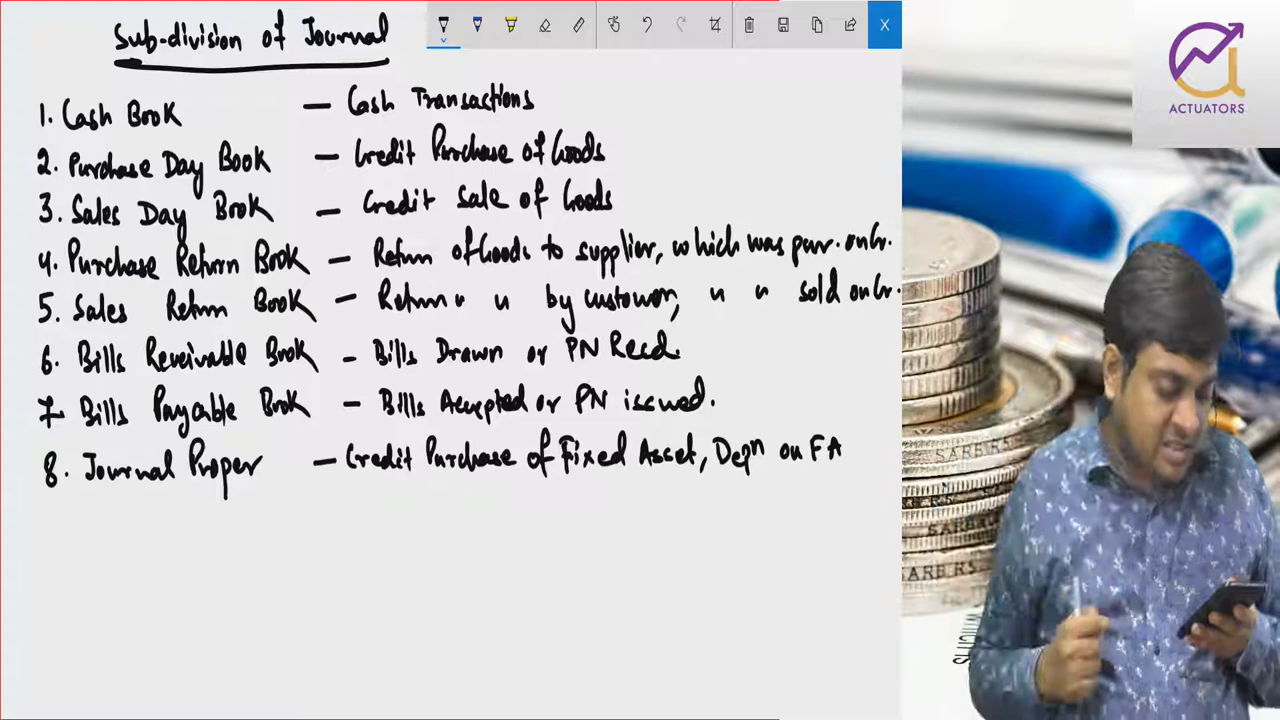 Sub-division of Journal
1. Cash Book — Cash Transactions
2. Purchase Day Book — Credit Purchase of Goods
3. Sales Day Book — Credit Sale of Goods
4. Purchase Return Book — Return of Goods to supplier, which was pur. on Cr.
5. Sales Return Book — Return " " by customer, " " sold on Cr.
6. Bills Receivable Book — Bills Drawn or PN Recd.
7. Bills Payable Book — Bills Accepted or PN issued.
8. Journal Proper — Credit Purchase of Fixed Asset, Depn on FA
ACTUATORS